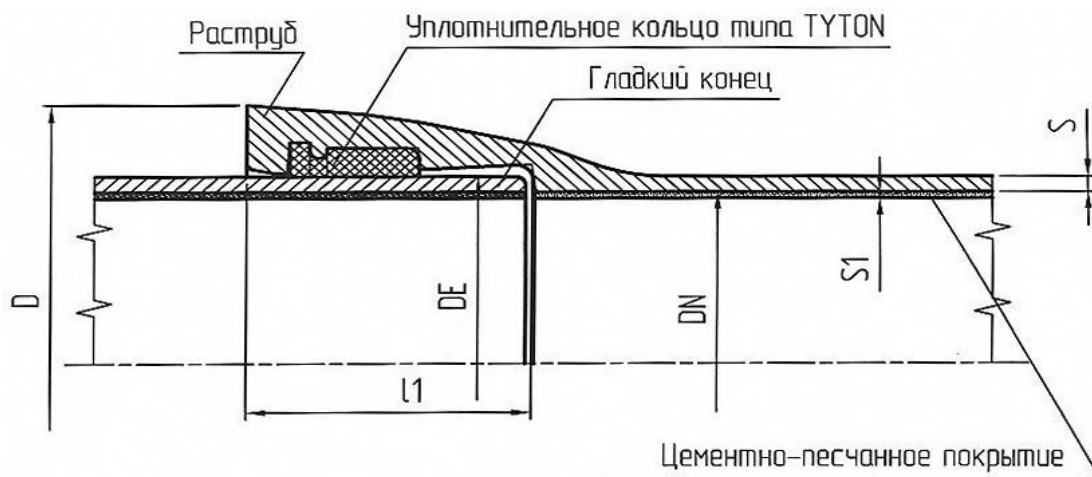 Раструб
Уплотнительное кольцо типа TYTON
Гладкий конец
S
D
DE
DN
S1
l1
Цементно-песчанное покрытие